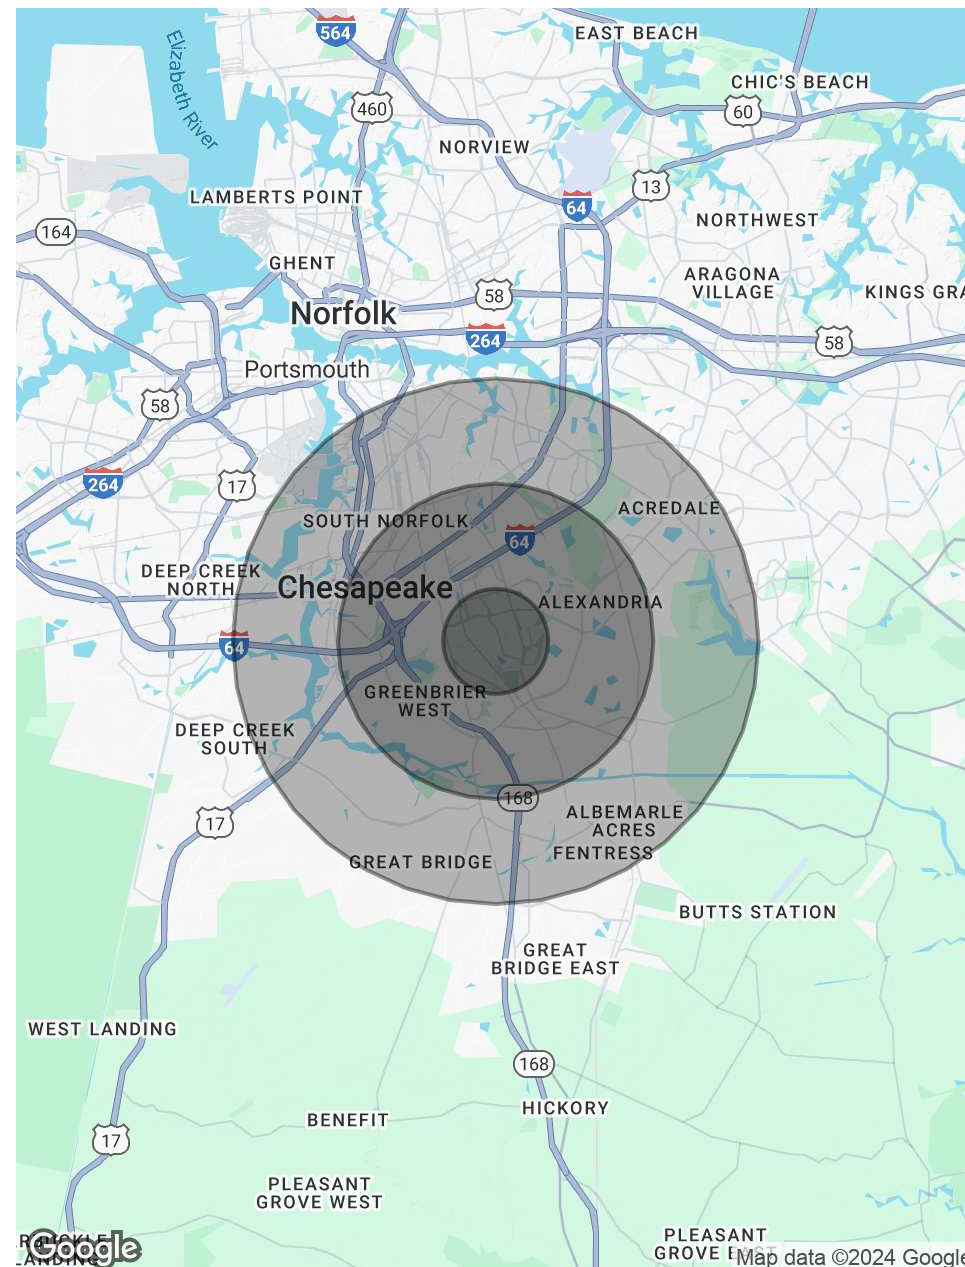 564
EAST BEACH
Elizabeth River
CHIC'S BEACH
460
60
NORVIEW
13
LAMBERTS POINT
64
NORTHWEST
164
GHENT
ARAGONA
VILLAGE
58
KINGS GRA
Norfolk
264
58
Portsmouth
58
264
17
ACREDALE
SOUTH NORFOLK
64
DEEP CREEK
NORTH
Chesapeake
ALEXANDRIA
64
GREENBRIER
WEST
DEEP CREEK
SOUTH
168
17
ALBEMARLE
ACRES
FENTRESS
GREAT BRIDGE
BUTTS STATION
GREAT
BRIDGE EAST
WEST LANDING
168
HICKORY
BENEFIT
17
PLEASANT
GROVE WEST
PLEASANT
GROVE EAST
LANDING
Google
Map data ©2024 Google